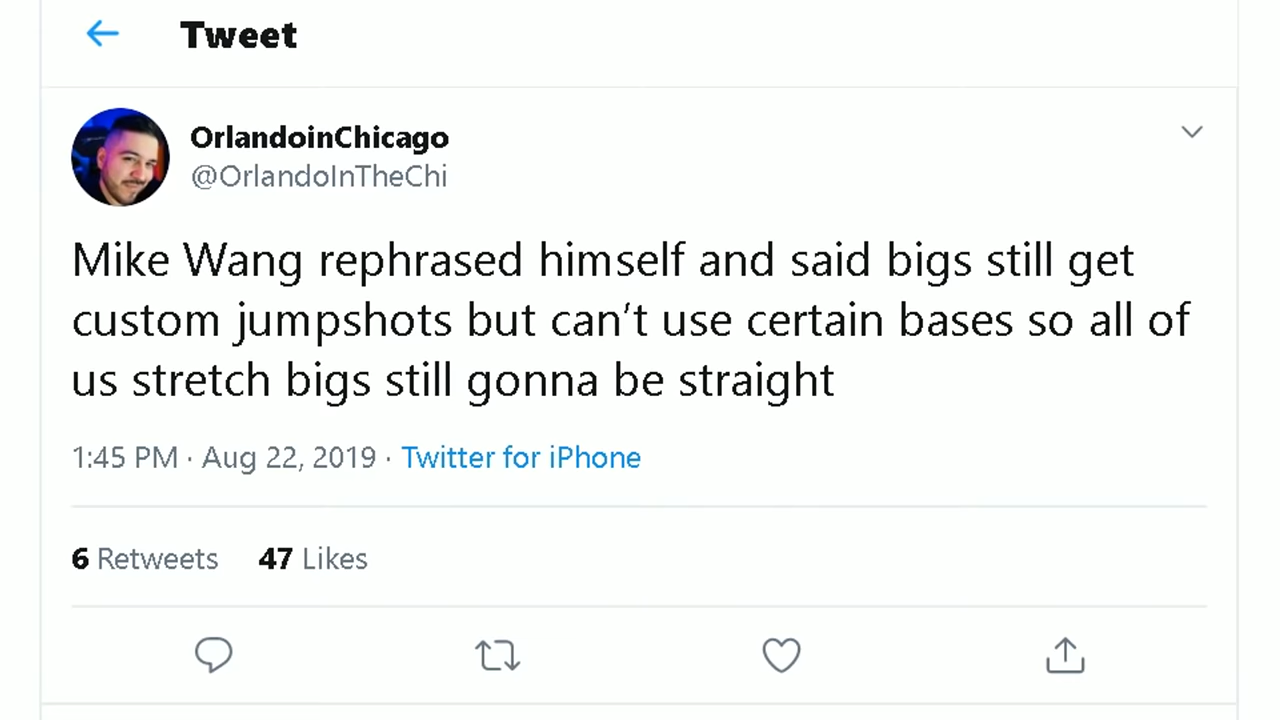 Tweet
OrlandoinChicago
@OrlandoInTheChi
Mike Wang rephrased himself and said bigs still get
custom jumpshots but can't use certain bases so all of
us stretch bigs still gonna be straight
1:45 PM · Aug 22, 2019 · Twitter for iPhone
6 Retweets 47 Likes